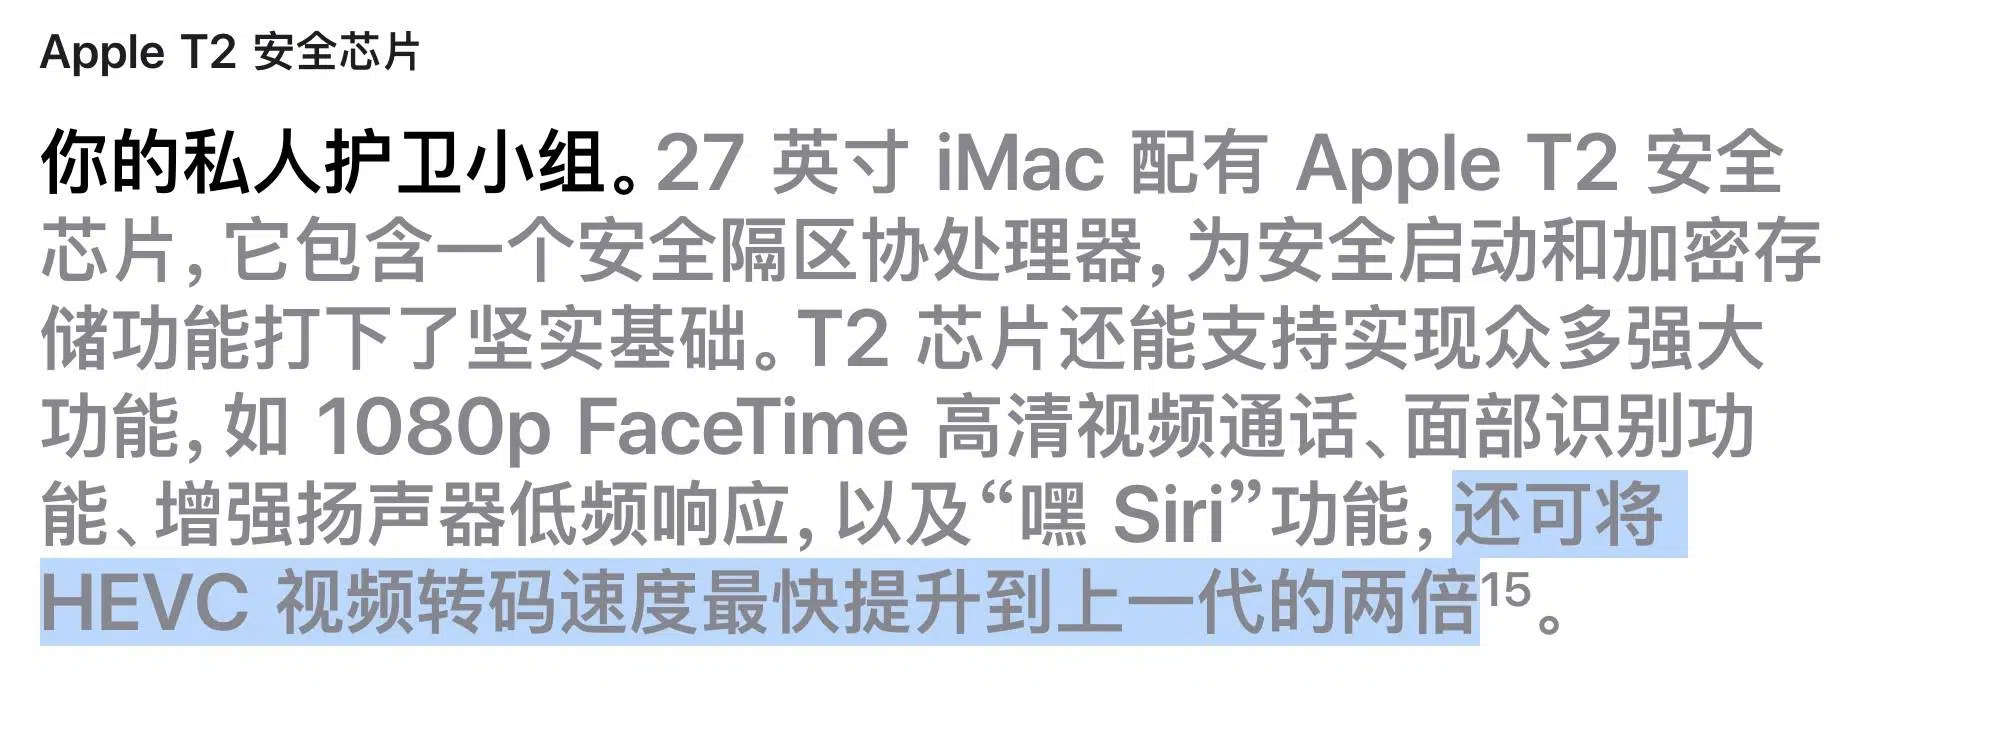 Apple T2 安全芯片
你的私人护卫小组。27 英寸 iMac 配有 Apple T2 安全
芯片，它包含一个安全隔区协处理器，为安全启动和加密存
储功能打下了坚实基础。T2 芯片还能支持实现众多强大
功能，如 1080p FaceTime 高清视频通话、面部识别功
能、增强扬声器低频响应，以及“嘿 Siri”功能，还可将
HEVC 视频转码速度最快提升到上一代的两倍15。